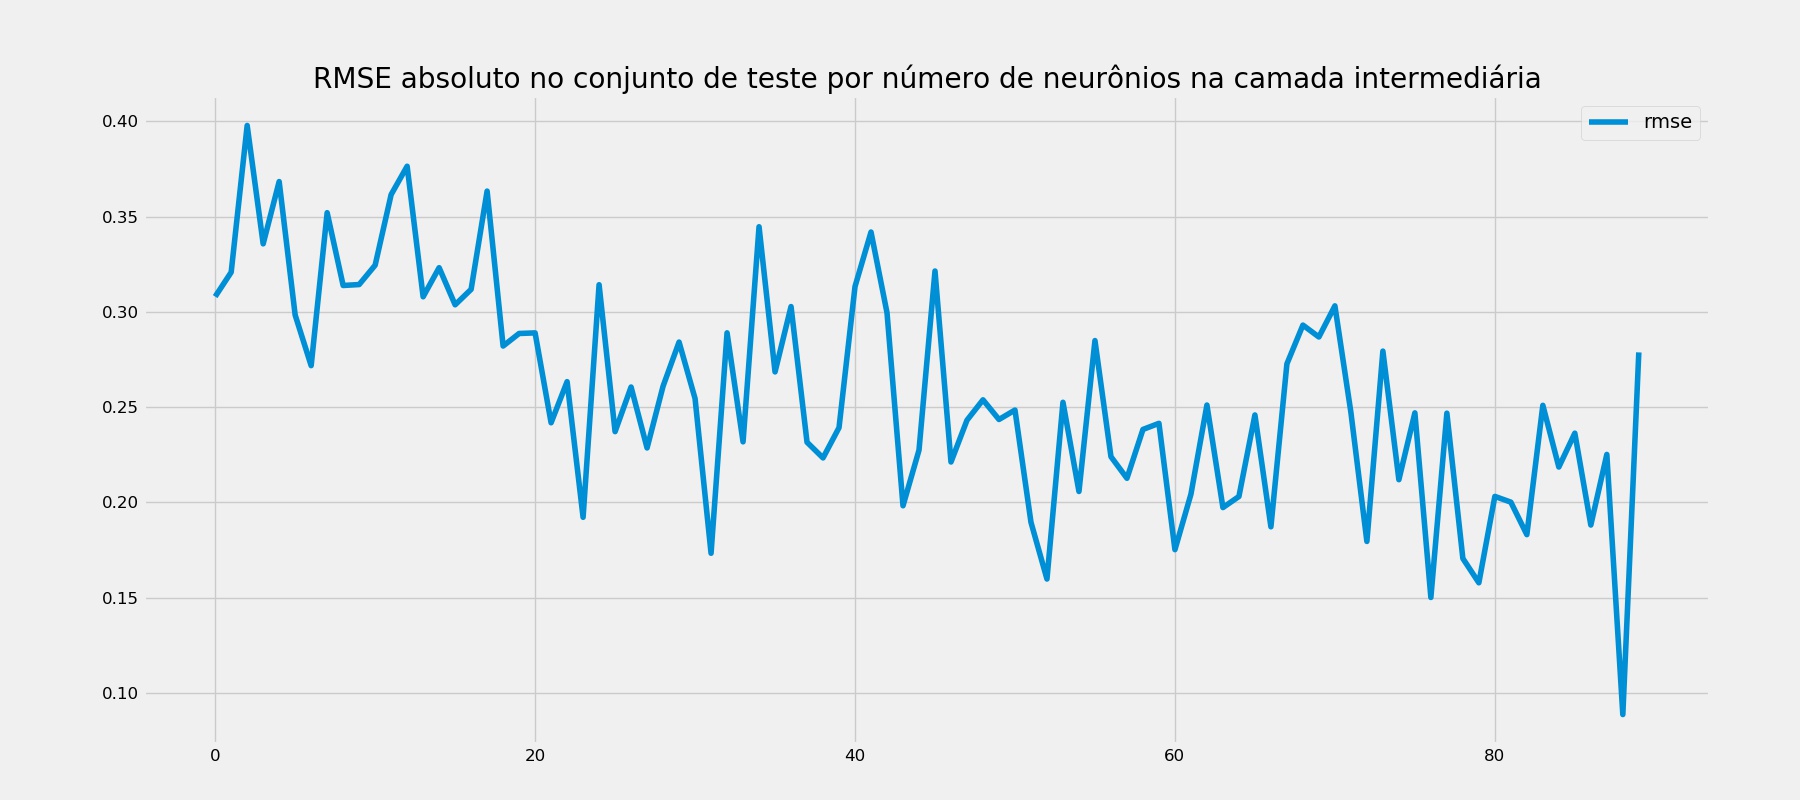 RMSE absoluto no conjunto de teste por número de neurônios na camada intermediária
rmse
0.40
0.35
0.30
0.25
0.20
0.15
0.10
0 20 40 60 80